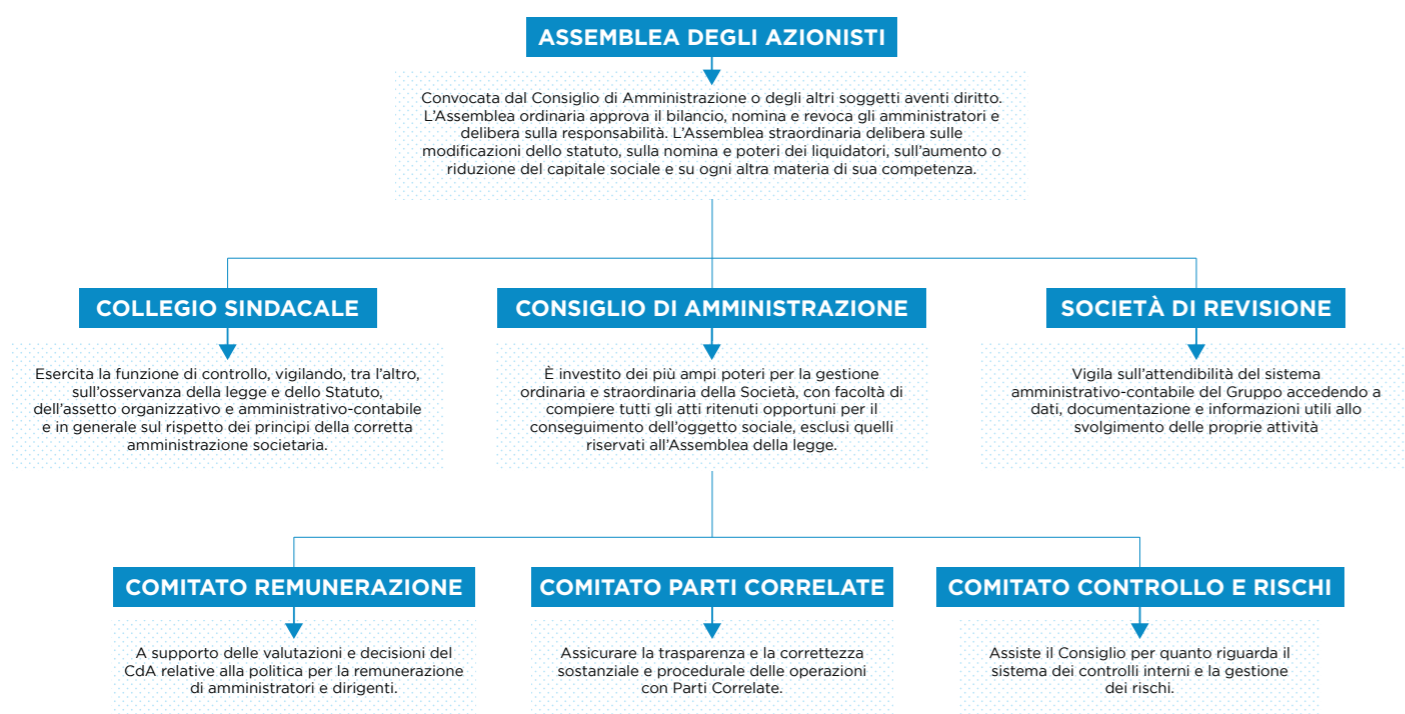 ASSEMBLEA DEGLI AZIONISTI
Convocata dal Consiglio di Amministrazione o degli altri soggetti aventi diritto.
L'Assemblea ordinaria approva il bilancio, nomina e revoca gli amministratori e
delibera sulla responsabilità. L'Assemblea straordinaria delibera sulle
modificazioni dello statuto, sulla nomina e poteri dei liquidatori, sull'aumento o
riduzione del capitale sociale e su ogni altra materia di sua competenza.
COLLEGIO SINDACALE
Esercita la funzione di controllo, vigilando, tra l'altro,
sull'osservanza della legge e dello Statuto,
dell'assetto organizzativo e amministrativo-contabile
e in generale sul rispetto dei principi della corretta
amministrazione societaria.
CONSIGLIO DI AMMINISTRAZIONE
È investito dei più ampi poteri per la gestione
ordinaria e straordinaria della Società, con facoltà di
compiere tutti gli atti ritenuti opportuni per il
conseguimento dell'oggetto sociale, esclusi quelli
riservati all'Assemblea della legge.
SOCIETÀ DI REVISIONE
Vigila sull'attendibilità del sistema
amministrativo-contabile del Gruppo accedendo a
dati, documentazione e informazioni utili allo
svolgimento delle proprie attività
COMITATO REMUNERAZIONE
A supporto delle valutazioni e decisioni del
CdA relative alla politica per la remunerazione
di amministratori e dirigenti.
COMITATO PARTI CORRELATE
Assicurare la trasparenza e la correttezza
sostanziale e procedurale delle operazioni
con Parti Correlate.
COMITATO CONTROLLO E RISCHI
Assiste il Consiglio per quanto riguarda il
sistema dei controlli interni e la gestione
dei rischi.